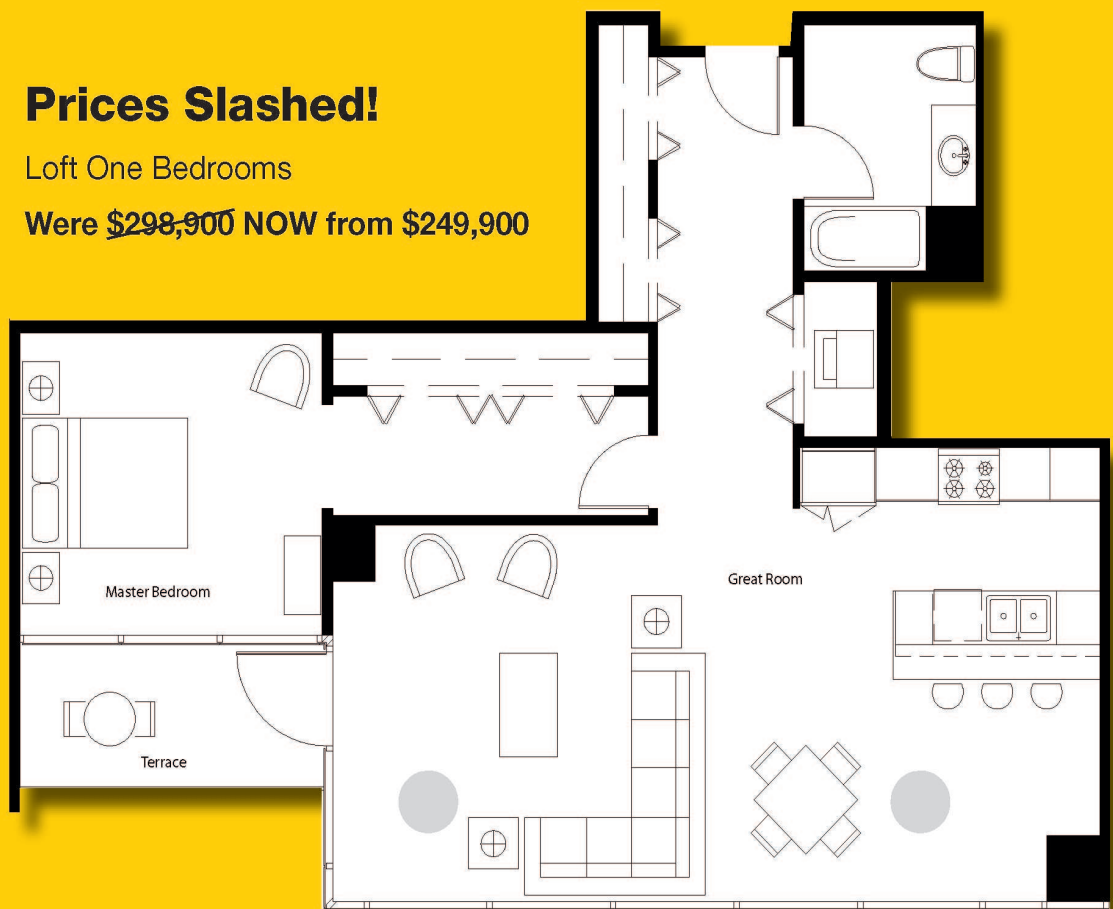 Prices Slashed!
Loft One Bedrooms
Were $298,900 NOW from $249,900
Master Bedroom
Great Room
Terrace